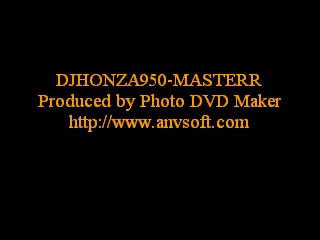 DJHONZA950-MASTERR
Produced by Photo DVD Maker
http://www.anvsoft.com